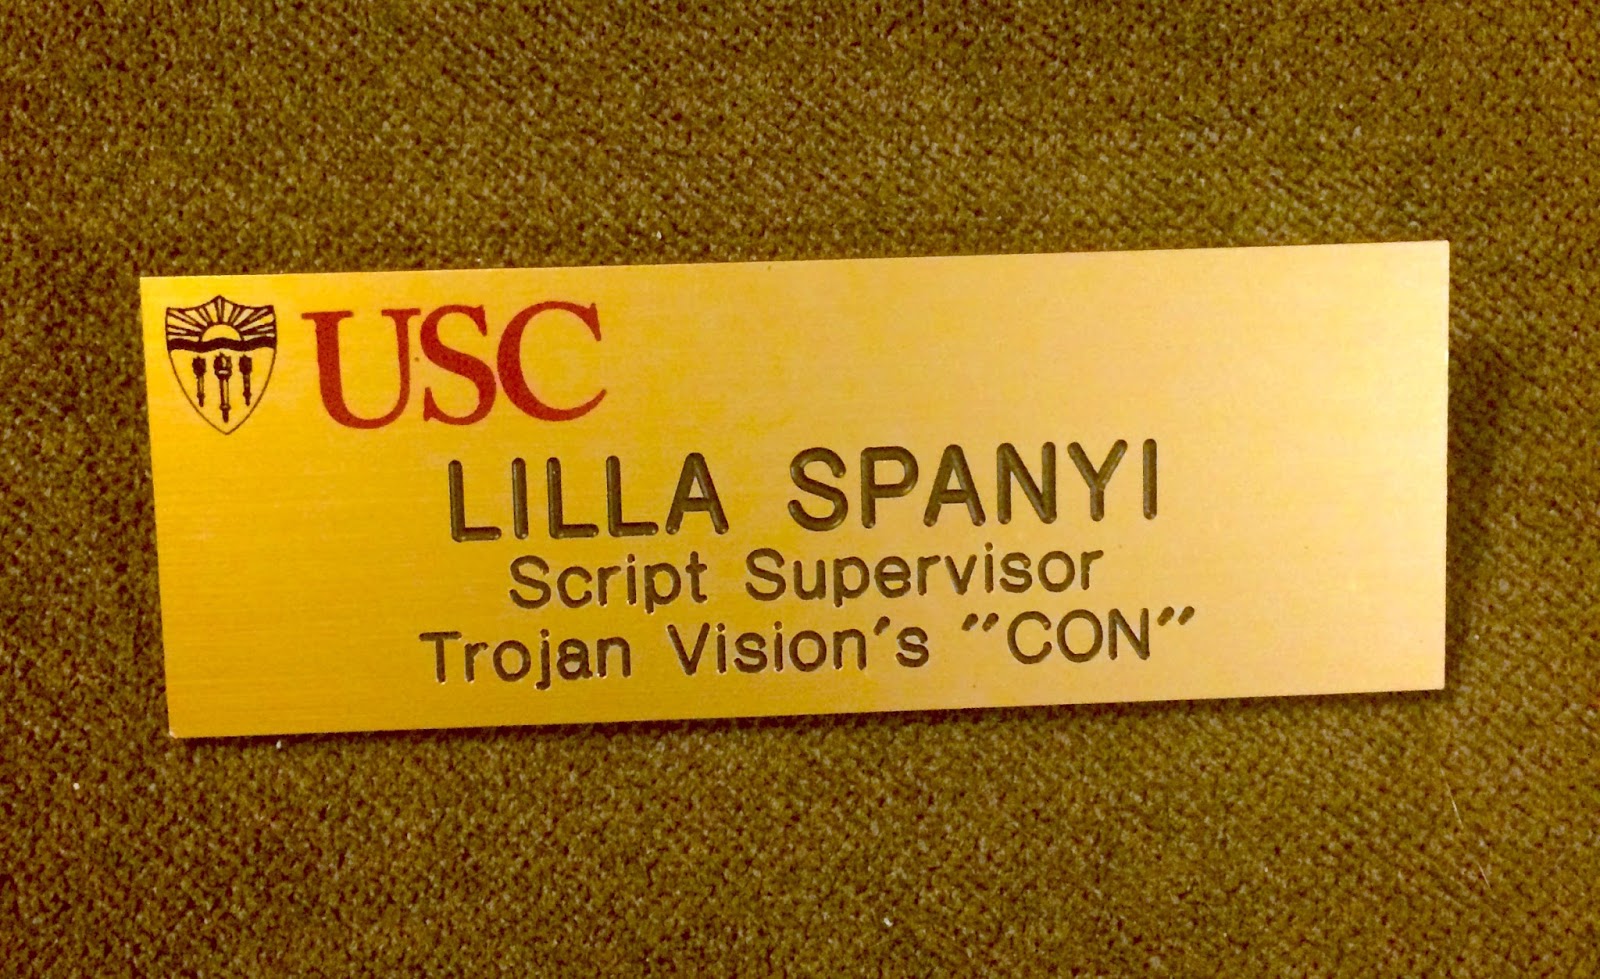 USC
LILLA SPANYI
Script Supervisor
Trojan Vision's "CON"